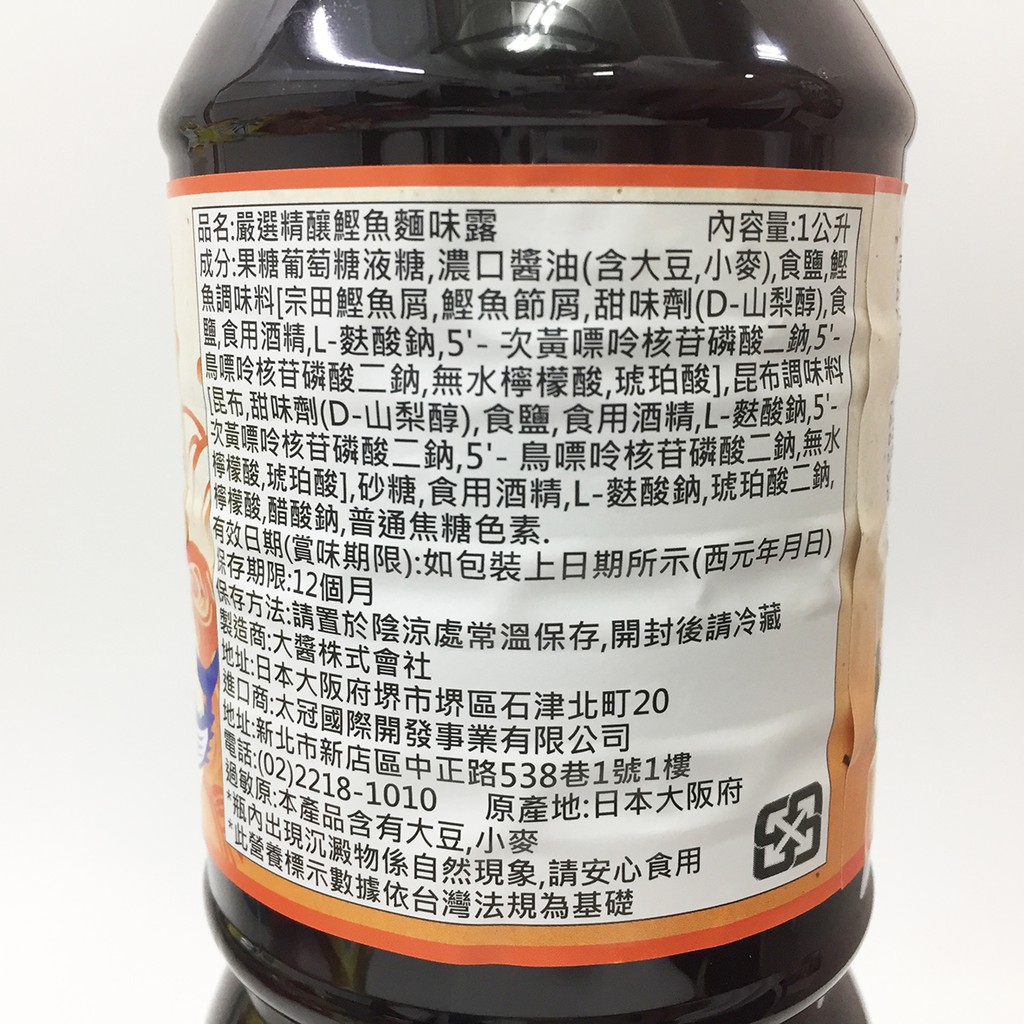 品名:嚴選精釀鰹魚麵味露 內容量:1公升
成分:果糖葡萄糖液糖,濃口醬油(含大豆,小麥),食鹽,鰹
魚調味料[宗田鰹魚屑,鰹魚節屑,甜味劑(D-山梨醇),食
鹽,食用酒精,L-麩酸鈉,5'- 次黃嘌呤核苷磷酸二鈉,5'-
鳥嘌呤核苷磷酸二鈉,無水檸檬酸,琥珀酸],昆布調味料
[昆布,甜味劑(D-山梨醇),食鹽,食用酒精,L-麩酸鈉,5'-
次黃嘌呤核苷磷酸二鈉,5'- 鳥嘌呤核苷磷酸二鈉,無水
檸檬酸,琥珀酸],砂糖,食用酒精,L-麩酸鈉,琥珀酸二鈉,
檸檬酸,醋酸鈉,普通焦糖色素.
有效日期(賞味期限):如包裝上日期所示(西元年月日)
保存期限:12個月
保存方法:請置於陰涼處常溫保存,開封後請冷藏
製造商:大醬株式會社
地址:日本大阪府堺市堺區石津北町20
進口商:太冠國際開發事業有限公司
地址:新北市新店區中正路538巷1號1樓
電話:(02)2218-1010 原產地:日本大阪府
過敏原:本產品含有大豆,小麥
*瓶內出現沉澱物係自然現象,請安心食用
*此營養標示數據依台灣法規為基礎